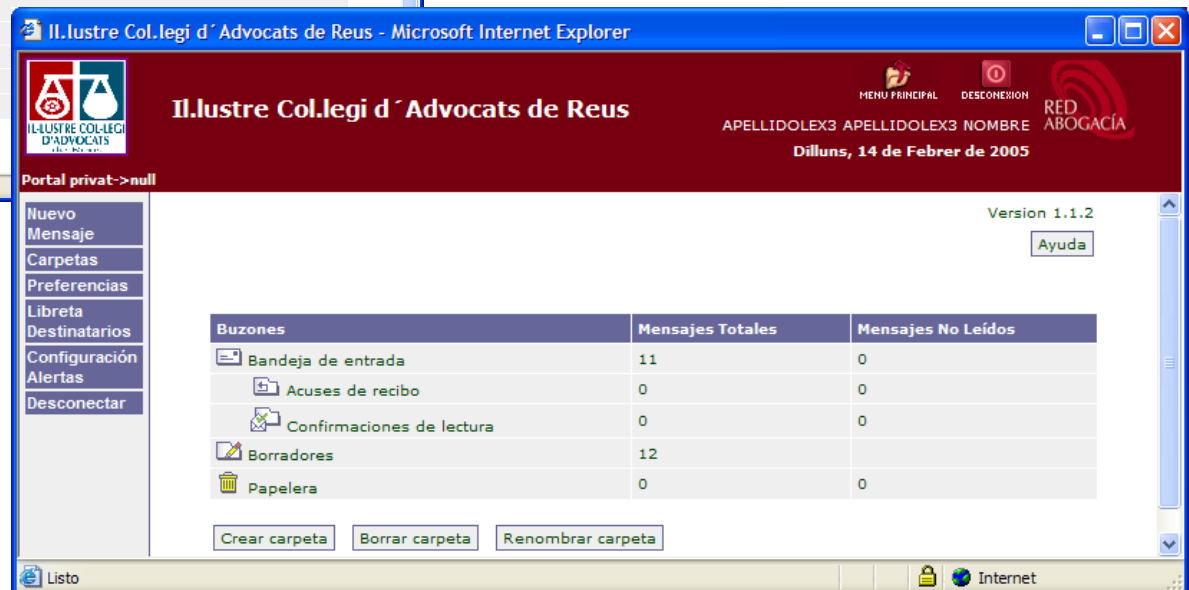 Il.lustre Col.legi d´Advocats de Reus - Microsoft Internet Explorer
IL·LUSTRE COL·LEGI
D'ADVOCATS
de Reus
Il.lustre Col.legi d´Advocats de Reus
MENU PRINCIPAL
DESCONEXION
RED
ABOGACÍA
APELLIDOLEX3 APELLIDOLEX3 NOMBRE
Dilluns, 14 de Febrer de 2005
Portal privat->null
Nuevo
Mensaje
Carpetas
Preferencias
Libreta
Destinatarios
Configuración
Alertas
Desconectar
Version 1.1.2
Ayuda
Buzones Mensajes Totales Mensajes No Leídos
Bandeja de entrada 11 0
Acuses de recibo 0 0
Confirmaciones de lectura 0 0
Borradores 12
Papelera 0 0
Crear carpeta Borrar carpeta Renombrar carpeta
Listo Internet